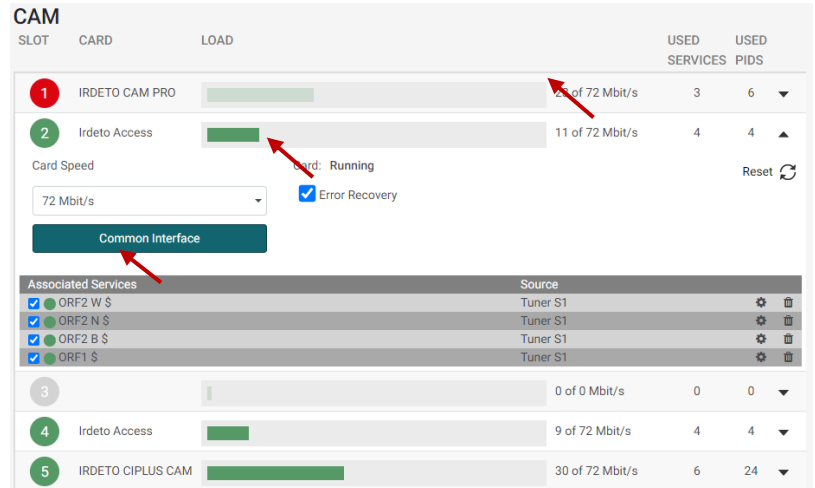 CAM
SLOT CARD LOAD USED SERVICES USED PIDS
1 IRDETO CAM PRO 23 of 72 Mbit/s 3 6
2 Irdeto Access 11 of 72 Mbit/s 4 4
Card Speed Card: Running Reset
72 Mbit/s Error Recovery
Common Interface
Associated Services Source
ORF2 W $ Tuner S1
ORF2 N $ Tuner S1
ORF2 B $ Tuner S1
ORF1 $ Tuner S1
3 0 of 0 Mbit/s 0 0
4 Irdeto Access 9 of 72 Mbit/s 4 4
5 IRDETO CIPLUS CAM 30 of 72 Mbit/s 6 24